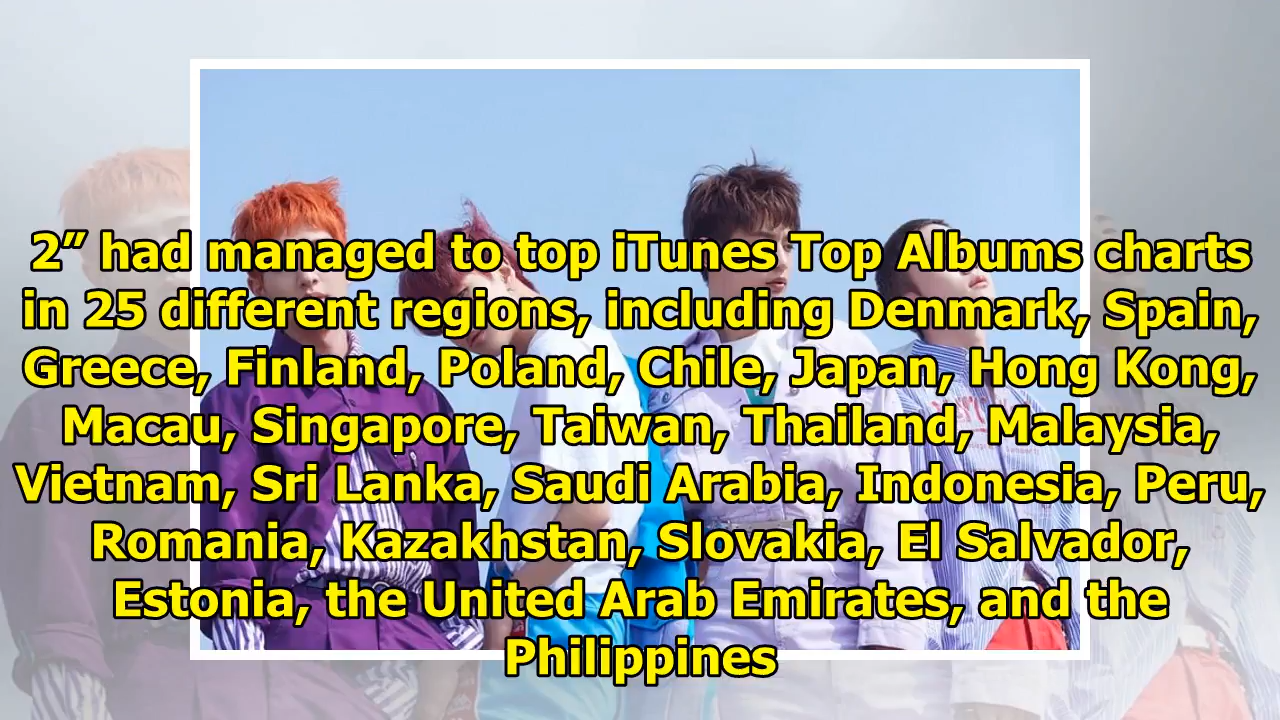 2” had managed to top iTunes Top Albums charts
in 25 different regions, including Denmark, Spain,
Greece, Finland, Poland, Chile, Japan, Hong Kong,
Macau, Singapore, Taiwan, Thailand, Malaysia,
Vietnam, Sri Lanka, Saudi Arabia, Indonesia, Peru,
Romania, Kazakhstan, Slovakia, El Salvador,
Estonia, the United Arab Emirates, and the
Philippines